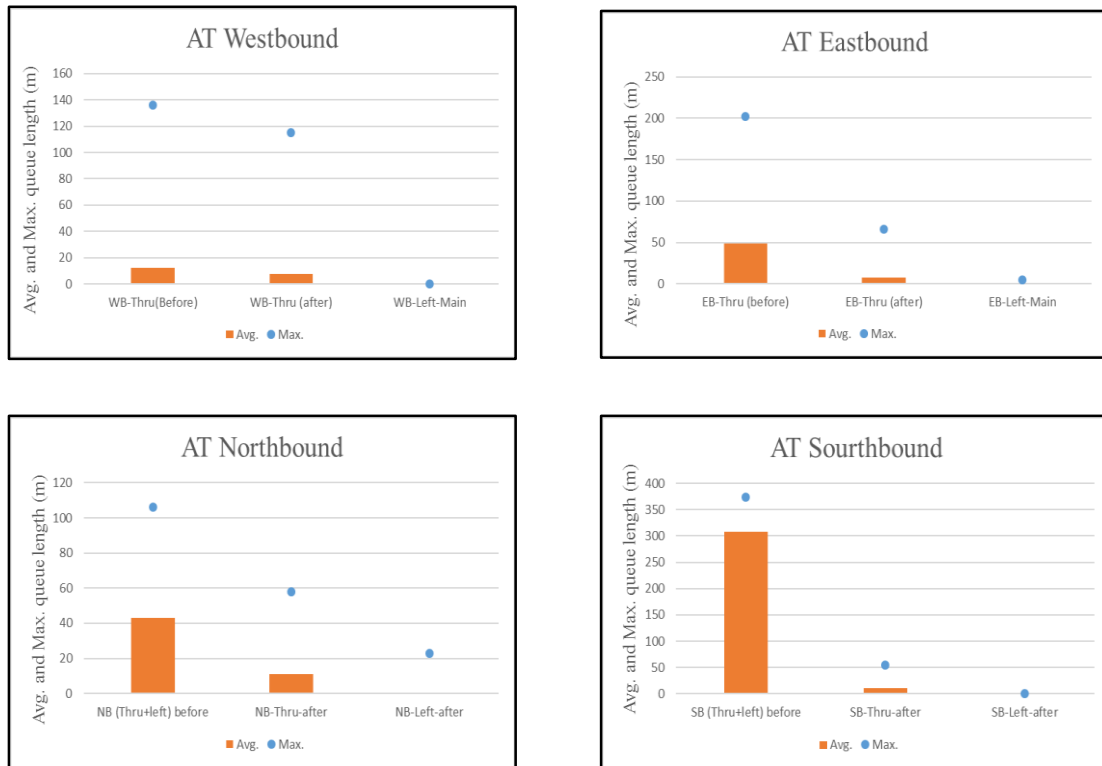 AT Westbound
Avg. and Max. queue length (m)
160
140
120
100
80
60
40
20
0
WB-Thru(Before)
WB-Thru (after)
WB-Left-Main
Avg.
Max.
AT Eastbound
Avg. and Max. queue length (m)
250
200
150
100
50
0
EB-Thru (before)
EB-Thru (after)
EB-Left-Main
Avg.
Max.
AT Northbound
Avg. and Max. queue length (m)
120
100
80
60
40
20
0
NB (Thru+left) before
NB-Thru-after
NB-Left-after
Avg.
Max.
AT Sourthbound
Avg. and Max. queue length (m)
400
350
300
250
200
150
100
50
0
SB (Thru+left) before
SB-Thru-after
SB-Left-after
Avg.
Max.